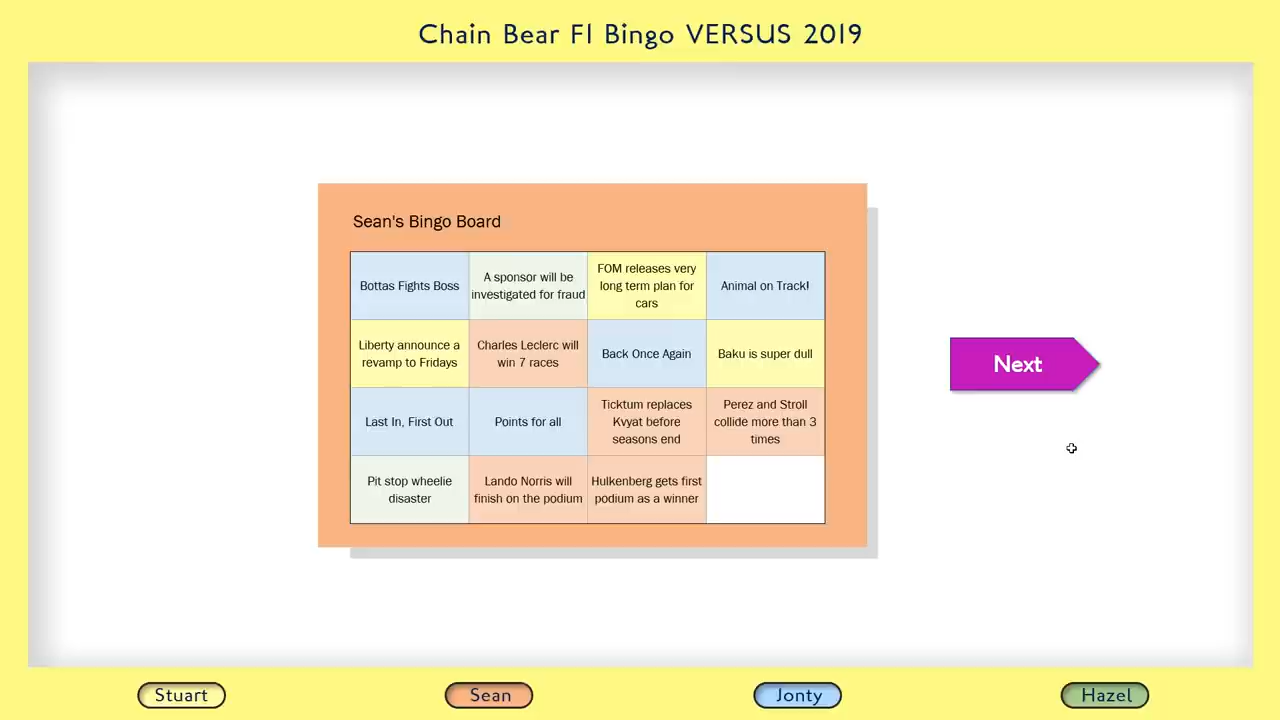 Chain Bear F1 Bingo VERSUS 2019
Sean's Bingo Board
Bottas Fights Boss
A sponsor will be
investigated for fraud
FOM releases very
long term plan for
cars
Animal on Track!
Liberty announce a
revamp to Fridays
Charles Leclerc will
win 7 races
Back Once Again
Baku is super dull
Last In, First Out
Points for all
Ticktum replaces
Kvyat before
seasons end
Perez and Stroll
collide more than 3
times
Pit stop wheelie
disaster
Lando Norris will
finish on the podium
Hulkenberg gets first
podium as a winner
Next
Stuart
Sean
Jonty
Hazel